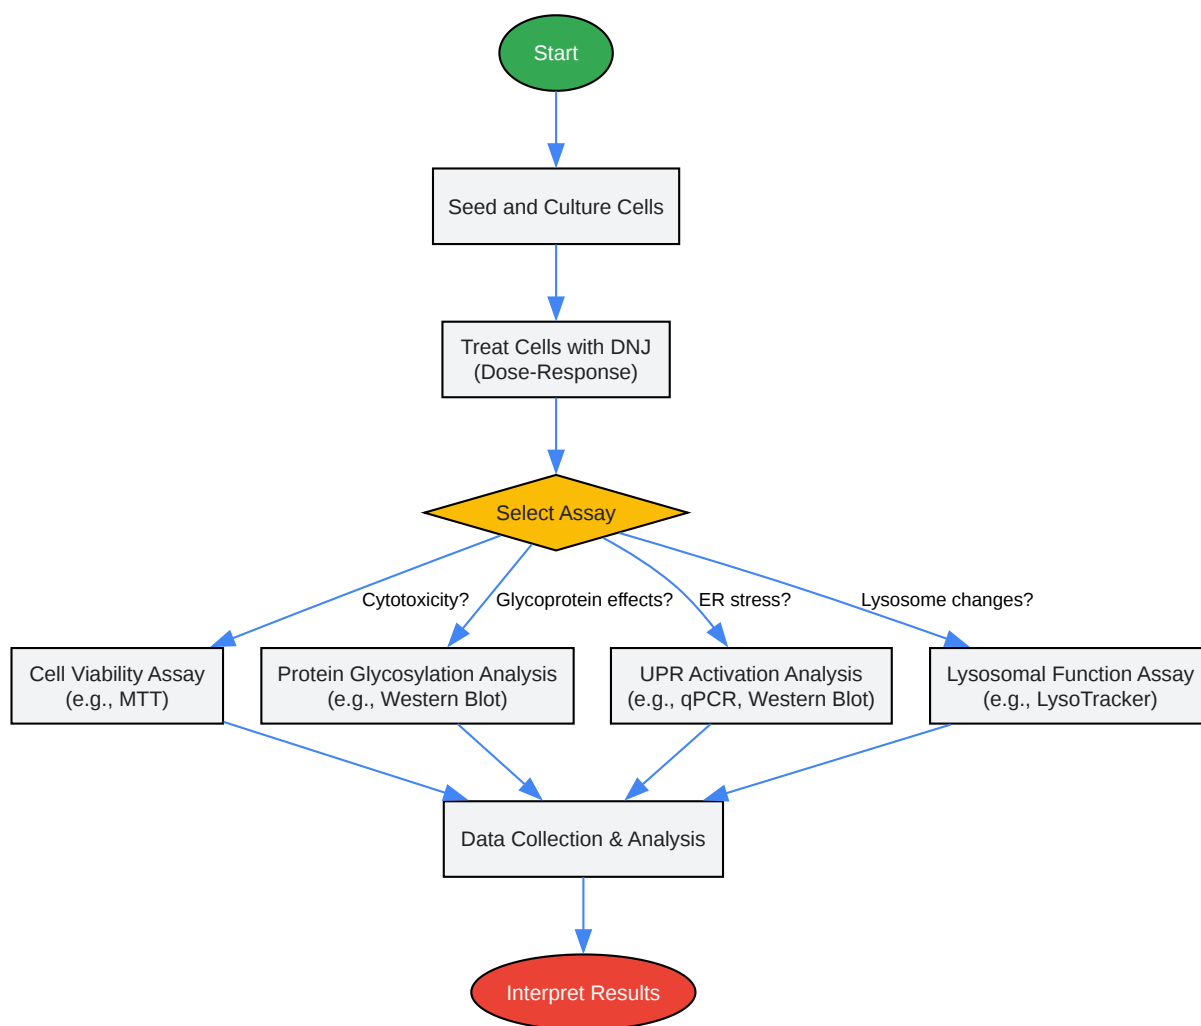 Start
Seed and Culture Cells
Treat Cells with DNJ
(Dose-Response)
Select Assay
Cytotoxicity?
Glycoprotein effects?
ER stress?
Lysosome changes?
Cell Viability Assay
(e.g., MTT)
Protein Glycosylation Analysis
(e.g., Western Blot)
UPR Activation Analysis
(e.g., qPCR, Western Blot)
Lysosomal Function Assay
(e.g., LysoTracker)
Data Collection & Analysis
Interpret Results